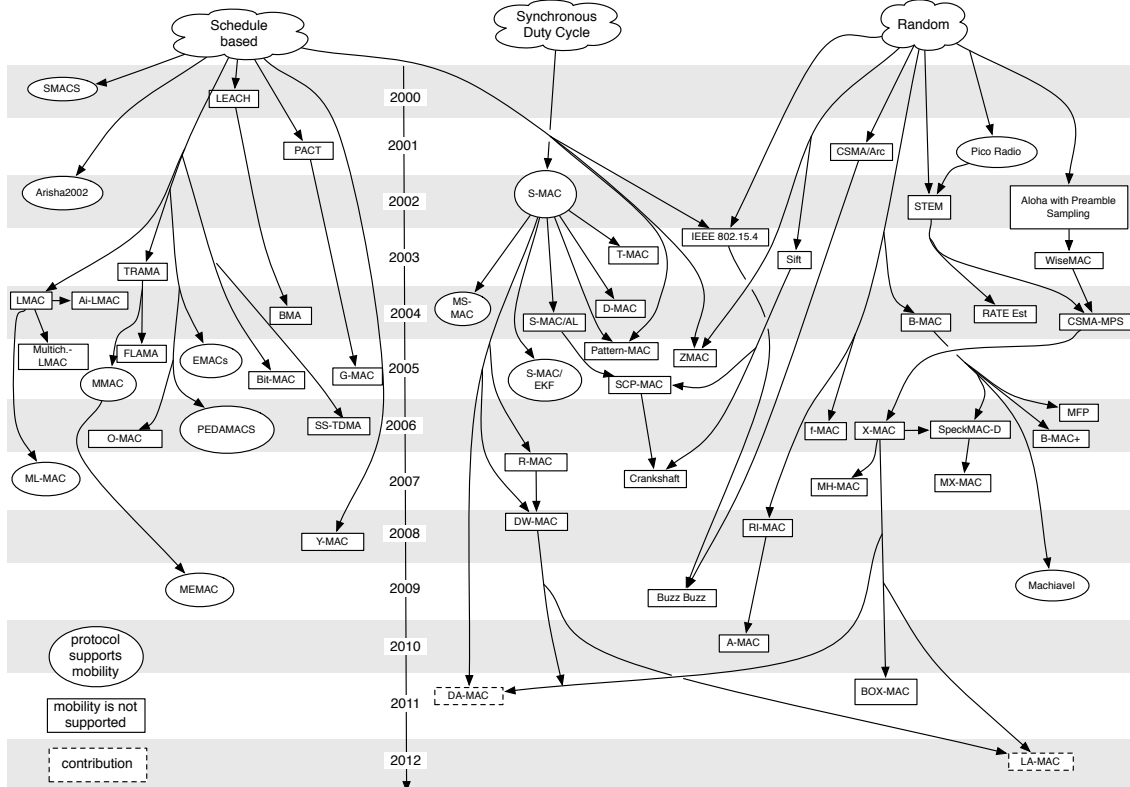 Schedule
based
Synchronous
Duty Cycle
Random
SMACS
LEACH
2000
PACT
2001
CSMA/Arc
Pico Radio
Arisha2002
S-MAC
2002
STEM
Aloha with Preamble
Sampling
IEEE 802.15.4
TRAMA
2003
T-MAC
Sift
WiseMAC
LMAC
Ai-LMAC
BMA
2004
MS-
MAC
S-MAC/AL
D-MAC
B-MAC
RATE Est
CSMA-MPS
Multich.-
LMAC
FLAMA
EMACs
Pattern-MAC
ZMAC
MMAC
Bit-MAC
G-MAC
2005
S-MAC/
EKF
SCP-MAC
O-MAC
PEDAMACS
SS-TDMA
2006
f-MAC
X-MAC
SpeckMAC-D
MFP
B-MAC+
ML-MAC
2007
R-MAC
Crankshaft
MH-MAC
MX-MAC
Y-MAC
2008
DW-MAC
RI-MAC
MEMAC
2009
Buzz Buzz
Machiavel
protocol
supports
mobility
2010
A-MAC
mobility is not
supported
2011
DA-MAC
BOX-MAC
contribution
2012
LA-MAC